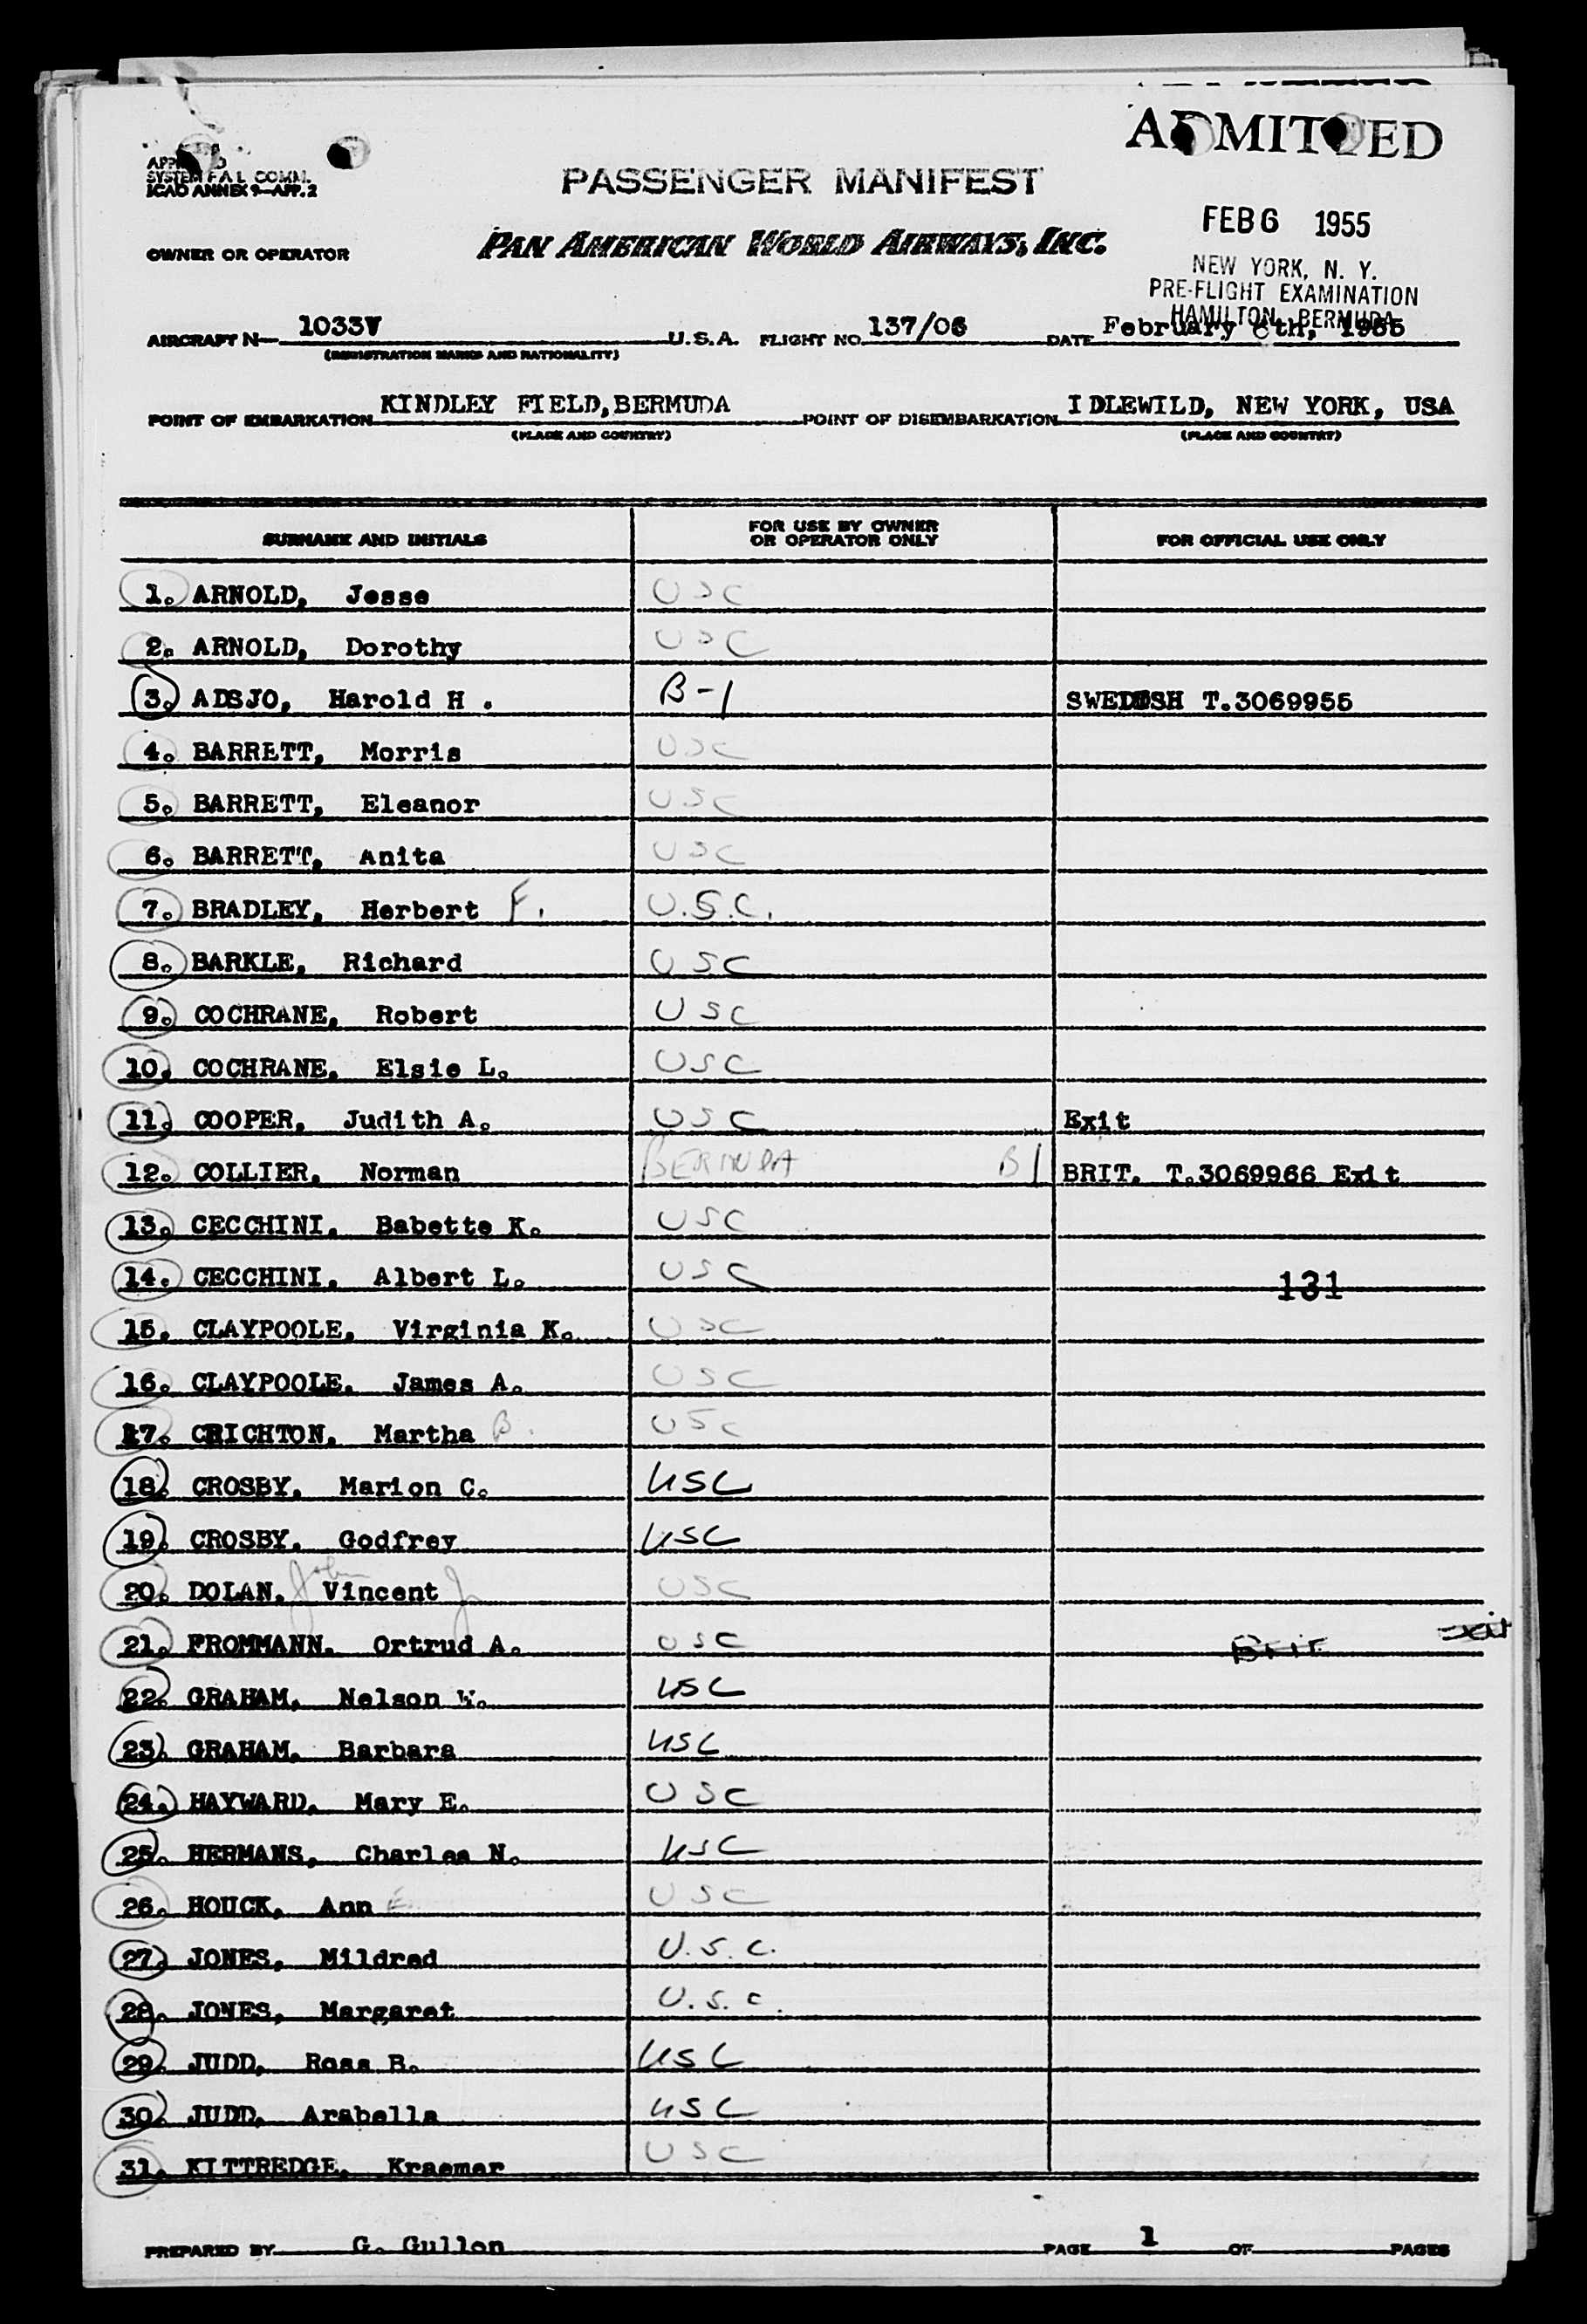 ADMITTED
SYSTEM FAL COMM.
ICAO ANNEX 9—APP. 2
PASSENGER MANIFEST
FEB 6 1955
OWNER OR OPERATOR PAN AMERICAN WORLD AIRWAYS, INC.
NEW YORK, N. Y.
PRE-FLIGHT EXAMINATION
HAMILTON, BERMUDA
AIRCRAFT N— 1033V U.S.A. FLIGHT NO. 137/06 DATE February 6th, 1955
(REGISTRATION MARKS AND NATIONALITY)
POINT OF EMBARKATION KINDLEY FIELD, BERMUDA POINT OF DISEMBARKATION IDLEWILD, NEW YORK, USA
(PLACE AND COUNTRY) (PLACE AND COUNTRY)
SURNAME AND INITIALS FOR USE BY OWNER OR OPERATOR ONLY FOR OFFICIAL USE ONLY
1. ARNOLD, Jesse USC
2. ARNOLD, Dorothy USC
3. ADSJO, Harold H . B-1 SWEDISH T.3069955
4. BARRETT, Morris USC
5. BARRETT, Eleanor USC
6. BARRETT, Anita USC
7. BRADLEY, Herbert F. U.S.C.
8. BARKLE, Richard USC
9. COCHRANE, Robert USC
10. COCHRANE, Elsie L. USC
11. COOPER, Judith A. USC Exit
12. COLLIER, Norman BERMUDA B1 BRIT. T.3069966 Exit
13. CECCHINI, Babette K. USC
14. CECCHINI, Albert L. USC 131
15. CLAYPOOLE, Virginia K. USC
16. CLAYPOOLE, James A. USC
17. CRICHTON, Martha B. USC
18. CROSBY, Marion C. USC
19. CROSBY, Godfrey USC
20. DOLAN, John Vincent J USC
21. FROMMANN, Ortrud A. USC Brit Exit
22. GRAHAM, Nelson W. USC
23. GRAHAM, Barbara USC
24. HAYWARD, Mary E. USC
25. HERMANS, Charles N. USC
26. HOUCK, Ann E USC
27. JONES, Mildred U.S.C.
28. JONES, Margaret U.S.C.
29. JUDD, Ross B. USC
30. JUDD, Arabella USC
31. KITTREDGE, Kraemer USC
PREPARED BY G. Gullon PAGE 1 OF PAGES